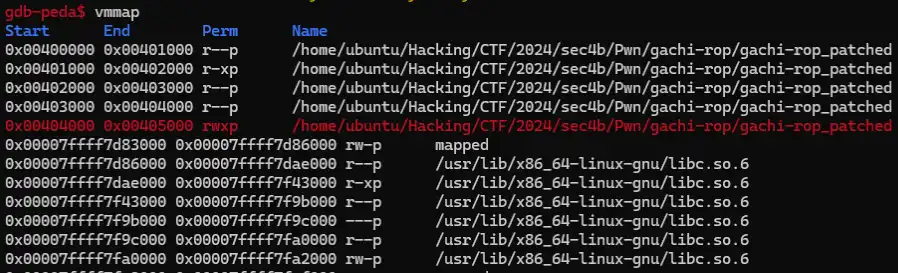 gdb-peda$ vmmap
Start End Perm Name
0x00400000 0x00401000 r--p /home/ubuntu/Hacking/CTF/2024/sec4b/Pwn/gachi-rop/gachi-rop_patched
0x00401000 0x00402000 r-xp /home/ubuntu/Hacking/CTF/2024/sec4b/Pwn/gachi-rop/gachi-rop_patched
0x00402000 0x00403000 r--p /home/ubuntu/Hacking/CTF/2024/sec4b/Pwn/gachi-rop/gachi-rop_patched
0x00403000 0x00404000 r--p /home/ubuntu/Hacking/CTF/2024/sec4b/Pwn/gachi-rop/gachi-rop_patched
0x00404000 0x00405000 rwxp /home/ubuntu/Hacking/CTF/2024/sec4b/Pwn/gachi-rop/gachi-rop_patched
0x00007ffff7d83000 0x00007ffff7d86000 rw-p mapped
0x00007ffff7d86000 0x00007ffff7dae000 r--p /usr/lib/x86_64-linux-gnu/libc.so.6
0x00007ffff7dae000 0x00007ffff7f43000 r-xp /usr/lib/x86_64-linux-gnu/libc.so.6
0x00007ffff7f43000 0x00007ffff7f9b000 r--p /usr/lib/x86_64-linux-gnu/libc.so.6
0x00007ffff7f9b000 0x00007ffff7f9c000 ---p /usr/lib/x86_64-linux-gnu/libc.so.6
0x00007ffff7f9c000 0x00007ffff7fa0000 r--p /usr/lib/x86_64-linux-gnu/libc.so.6
0x00007ffff7fa0000 0x00007ffff7fa2000 rw-p /usr/lib/x86_64-linux-gnu/libc.so.6